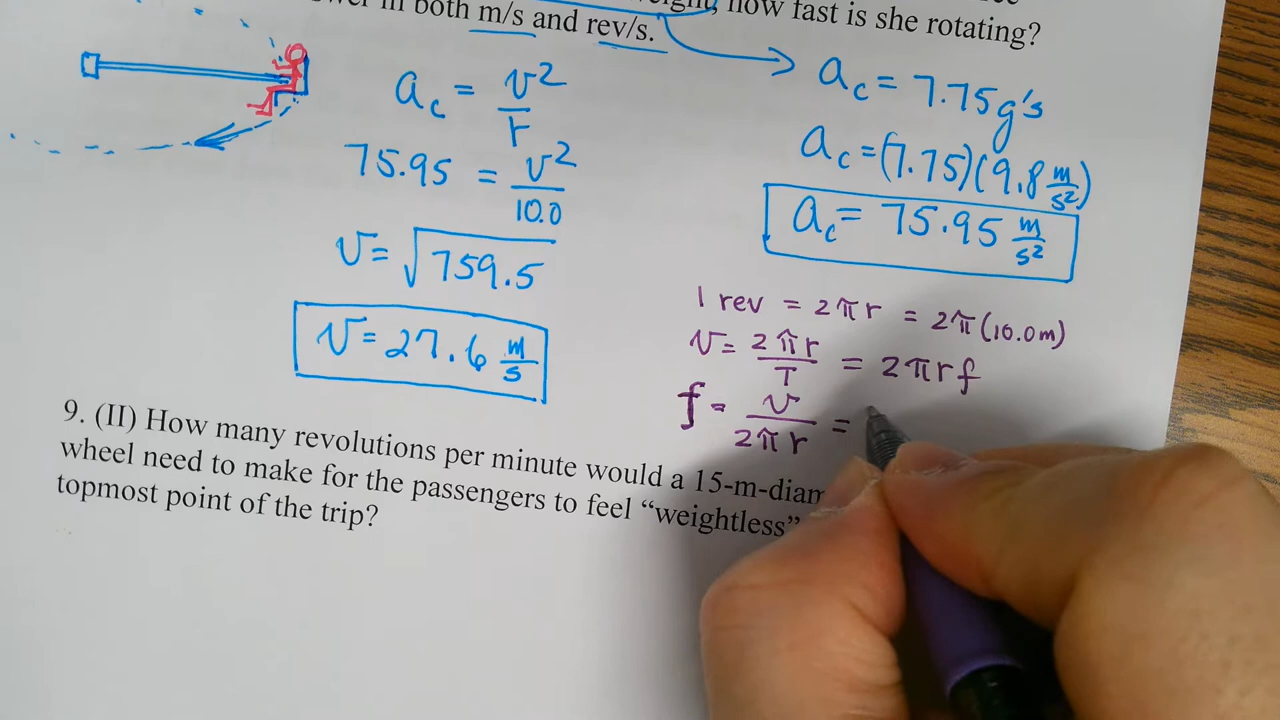 in both m/s and rev/s.
how fast is she rotating?
a_c = v²/r
75.95 = v²/10.0
v = √759.5
v = 27.6 m/s
a_c = 7.75g's
a_c = (7.75)(9.8 m/s²)
a_c = 75.95 m/s²
1 rev = 2πr = 2π(10.0m)
v = 2πr/T = 2πrf
f = v/2πr =
9. (II) How many revolutions per minute would a 15-m-diam
wheel need to make for the passengers to feel “weightless”
topmost point of the trip?